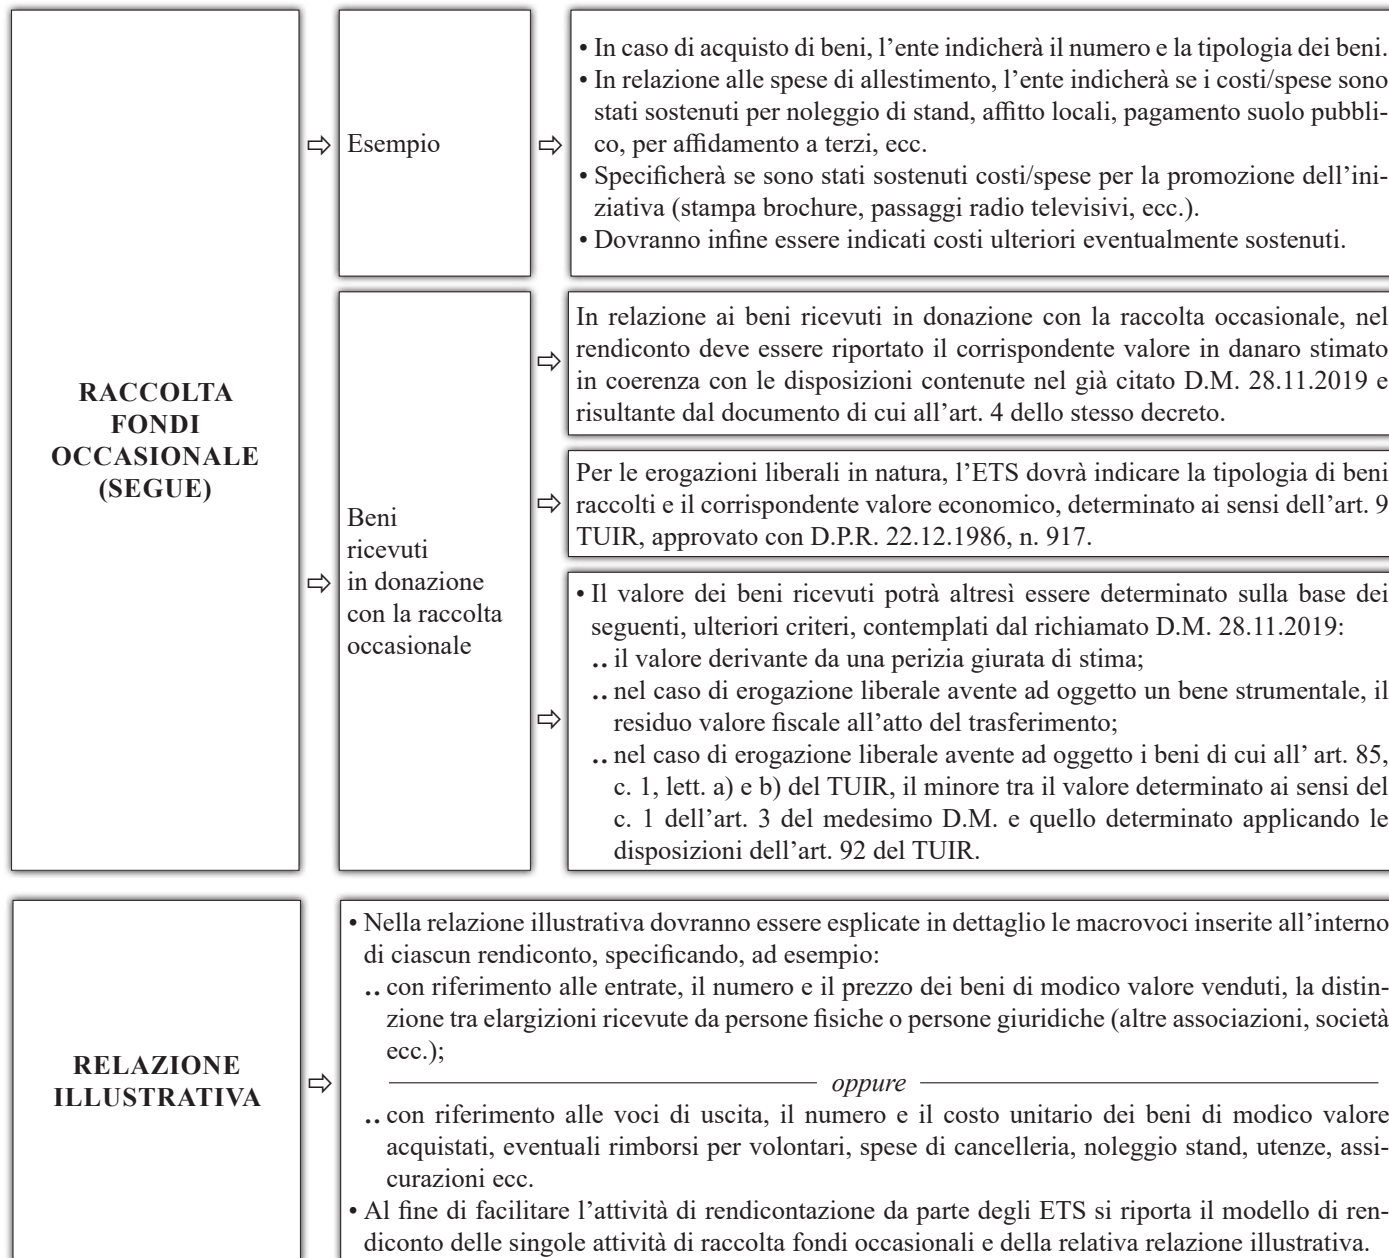 RACCOLTA
FONDI
OCCASIONALE
(SEGUE)
⇨ Esempio ⇨
• In caso di acquisto di beni, l’ente indicherà il numero e la tipologia dei beni.
• In relazione alle spese di allestimento, l’ente indicherà se i costi/spese sono
stati sostenuti per noleggio di stand, affitto locali, pagamento suolo pubbli-
co, per affidamento a terzi, ecc.
• Specificherà se sono stati sostenuti costi/spese per la promozione dell’ini-
ziativa (stampa brochure, passaggi radio televisivi, ecc.).
• Dovranno infine essere indicati costi ulteriori eventualmente sostenuti.
⇨ Beni
ricevuti
in donazione
con la raccolta
occasionale
⇨ In relazione ai beni ricevuti in donazione con la raccolta occasionale, nel
rendiconto deve essere riportato il corrispondente valore in danaro stimato
in coerenza con le disposizioni contenute nel già citato D.M. 28.11.2019 e
risultante dal documento di cui all’art. 4 dello stesso decreto.
⇨ Per le erogazioni liberali in natura, l’ETS dovrà indicare la tipologia di beni
raccolti e il corrispondente valore economico, determinato ai sensi dell’art. 9
TUIR, approvato con D.P.R. 22.12.1986, n. 917.
⇨ • Il valore dei beni ricevuti potrà altresì essere determinato sulla base dei
seguenti, ulteriori criteri, contemplati dal richiamato D.M. 28.11.2019:
.. il valore derivante da una perizia giurata di stima;
.. nel caso di erogazione liberale avente ad oggetto un bene strumentale, il
residuo valore fiscale all’atto del trasferimento;
.. nel caso di erogazione liberale avente ad oggetto i beni di cui all’ art. 85,
c. 1, lett. a) e b) del TUIR, il minore tra il valore determinato ai sensi del
c. 1 dell’art. 3 del medesimo D.M. e quello determinato applicando le
disposizioni dell’art. 92 del TUIR.
RELAZIONE
ILLUSTRATIVA
⇨ • Nella relazione illustrativa dovranno essere esplicate in dettaglio le macrovoci inserite all’interno
di ciascun rendiconto, specificando, ad esempio:
.. con riferimento alle entrate, il numero e il prezzo dei beni di modico valore venduti, la distin-
zione tra elargizioni ricevute da persone fisiche o persone giuridiche (altre associazioni, società
ecc.);
oppure
.. con riferimento alle voci di uscita, il numero e il costo unitario dei beni di modico valore
acquistati, eventuali rimborsi per volontari, spese di cancelleria, noleggio stand, utenze, assi-
curazioni ecc.
• Al fine di facilitare l’attività di rendicontazione da parte degli ETS si riporta il modello di ren-
diconto delle singole attività di raccolta fondi occasionali e della relativa relazione illustrativa.